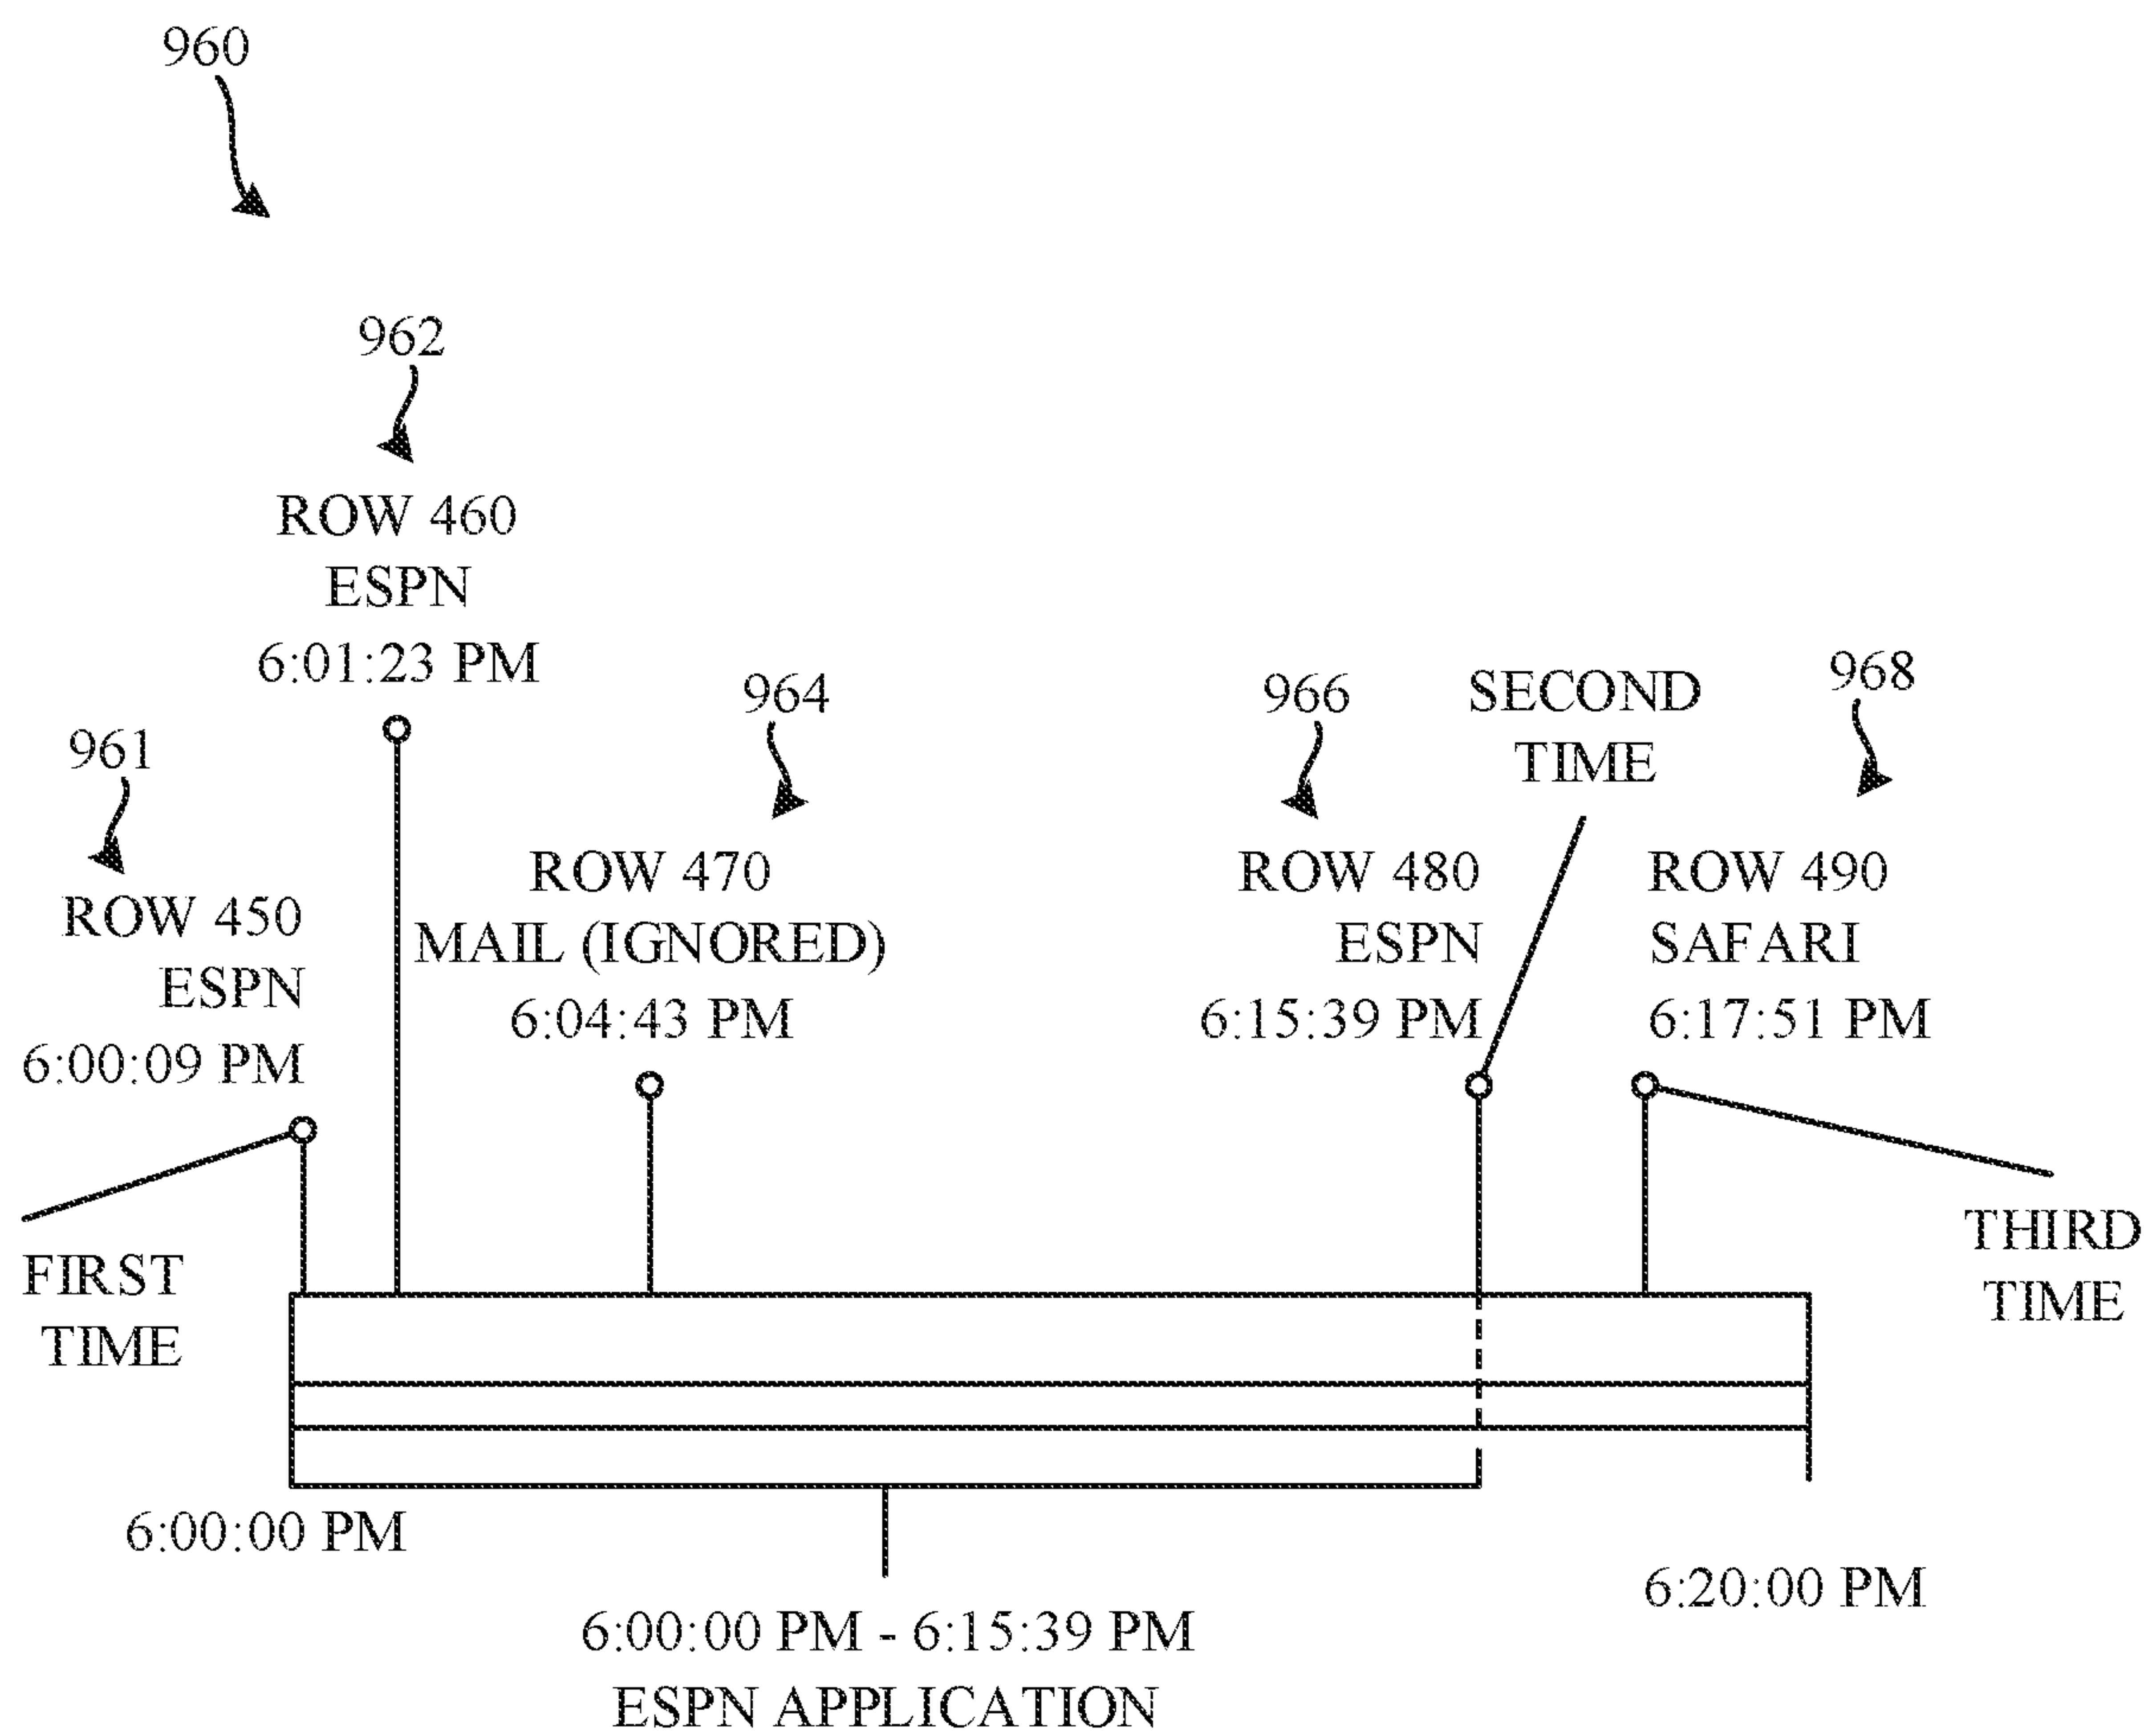 960
962
ROW 460
ESPN
6:01:23 PM
961
ROW 450
ESPN
6:00:09 PM
964
ROW 470
MAIL (IGNORED)
6:04:43 PM
966
ROW 480
ESPN
6:15:39 PM
SECOND
TIME
968
ROW 490
SAFARI
6:17:51 PM
FIRST
TIME
THIRD
TIME
6:00:00 PM
6:20:00 PM
6:00:00 PM - 6:15:39 PM
ESPN APPLICATION